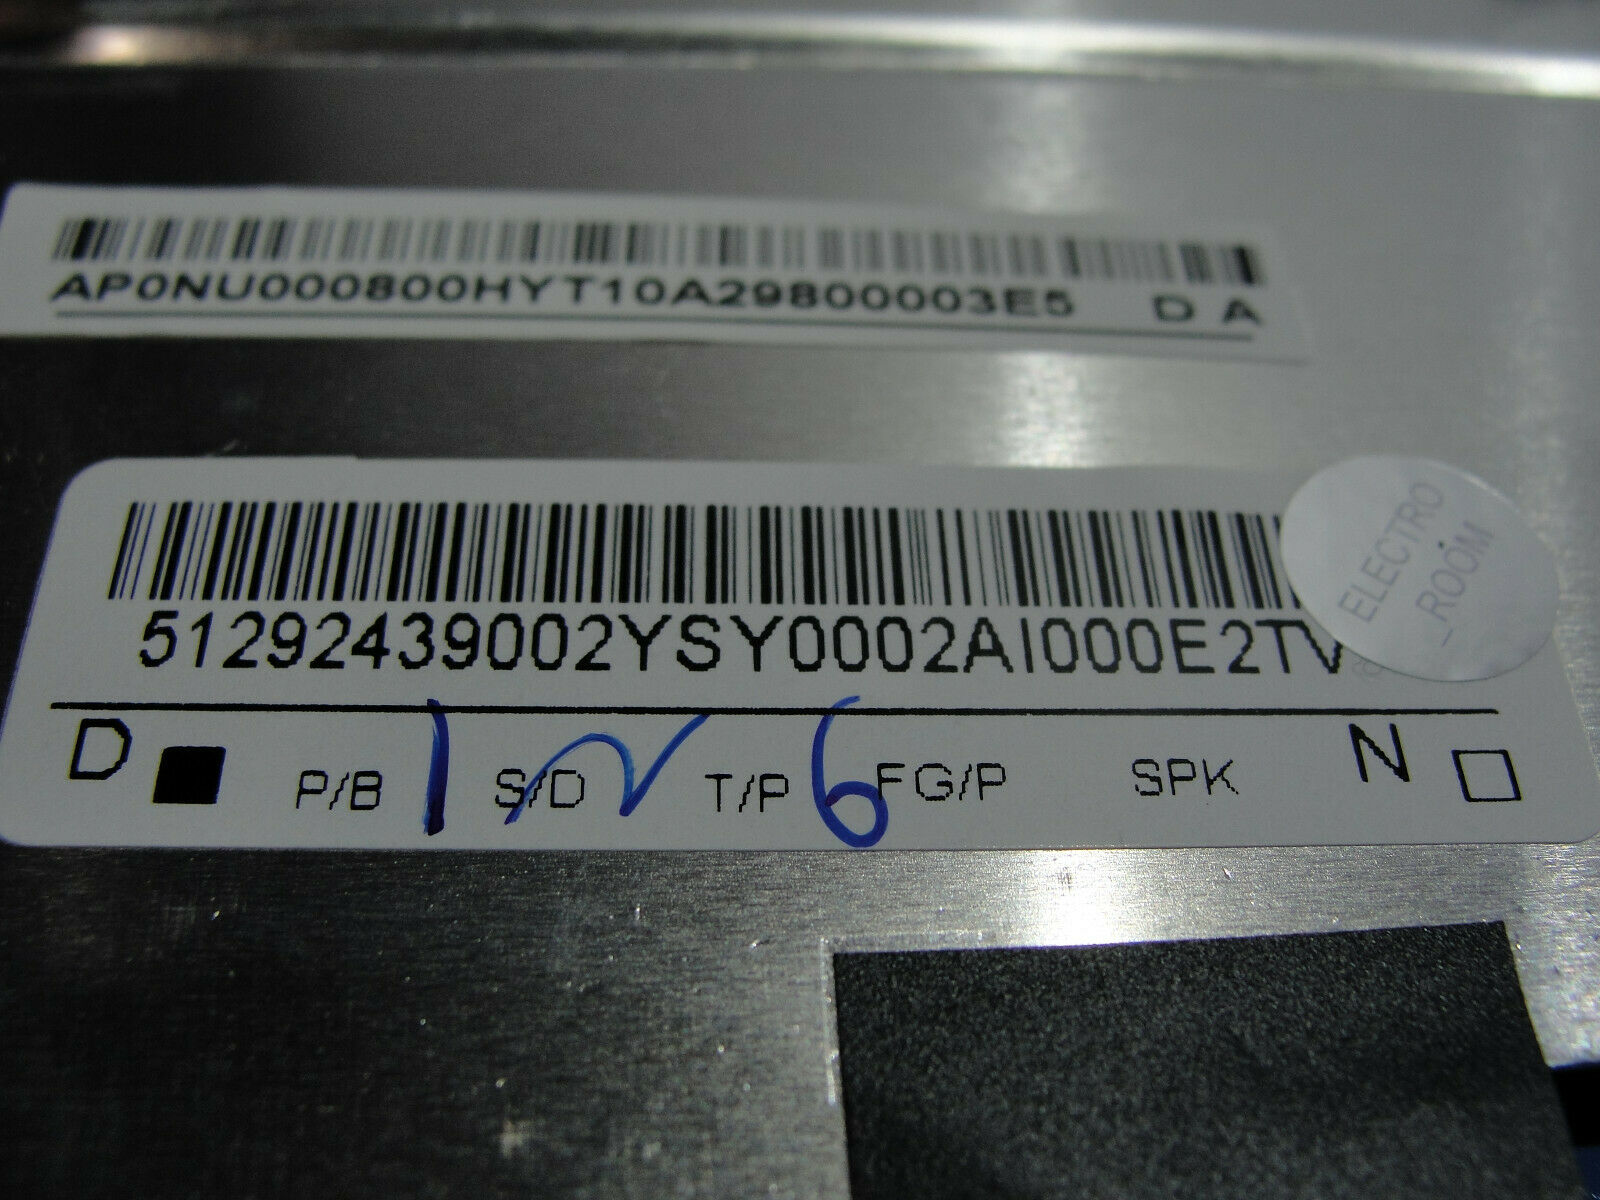 AP0NU000800HYT10A29800003E5 D A
51292439002YSY0002AI000E2TV
ELECTRO
_ROOM
D P/B S/D T/P FG/P SPK N
1 6